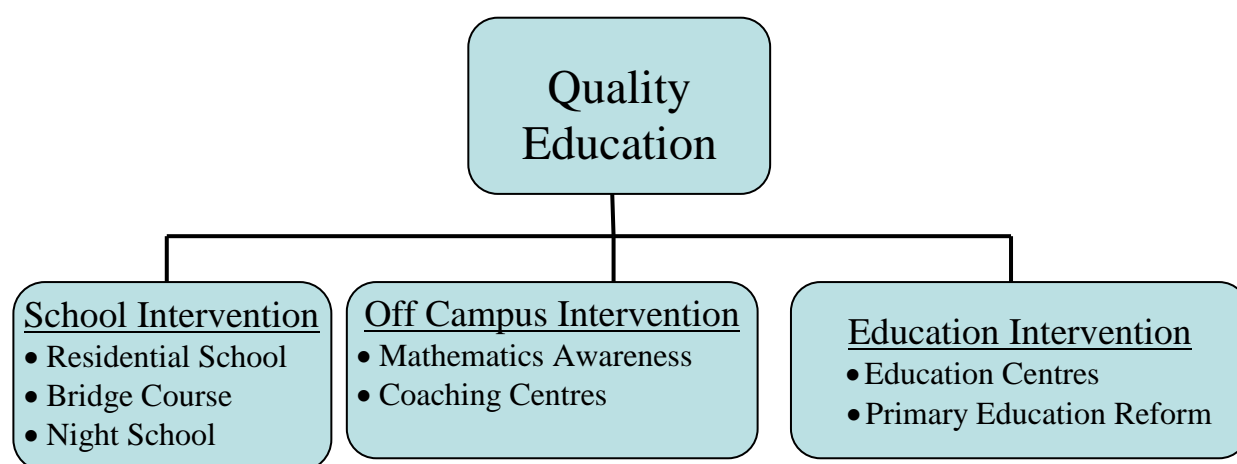 Quality
Education
School Intervention
• Residential School
• Bridge Course
• Night School
Off Campus Intervention
• Mathematics Awareness
• Coaching Centres
Education Intervention
• Education Centres
• Primary Education Reform